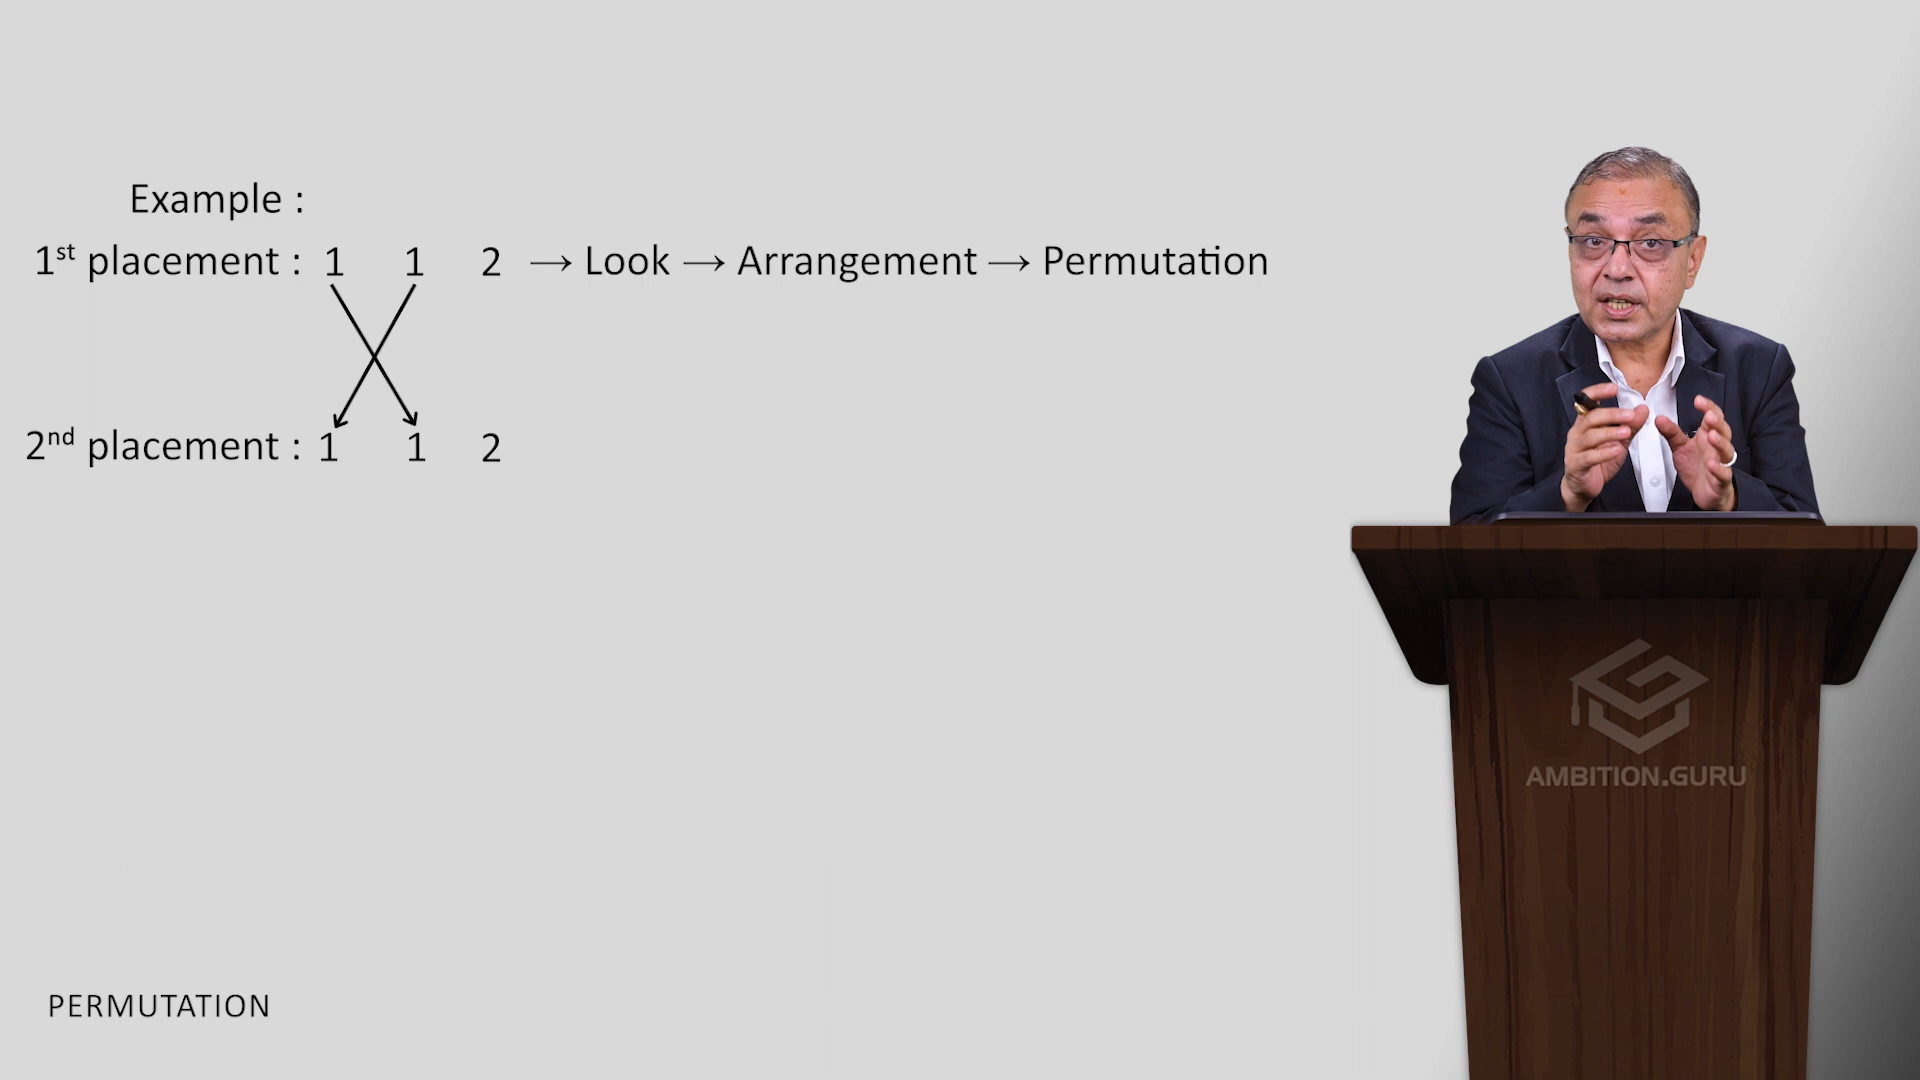 Example :
1st placement : 1 1 2 → Look → Arrangement → Permutation
2nd placement : 1 1 2
AMBITION.GURU
PERMUTATION